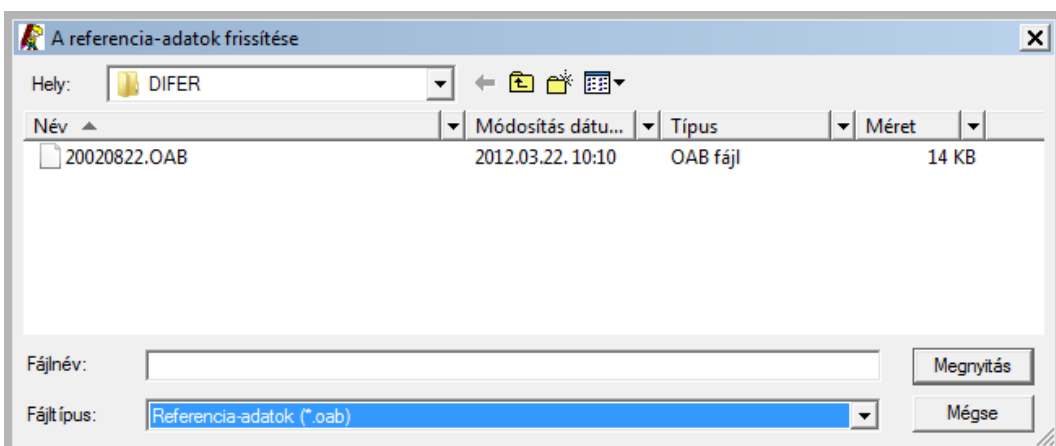 A referencia-adatok frissítése
Hely: DIFER
Név Módosítás dátu... Típus Méret
20020822.OAB 2012.03.22. 10:10 OAB fájl 14 KB
Fájlnév: Megnyitás
Fájltípus: Referencia-adatok (*.oab) Mégse